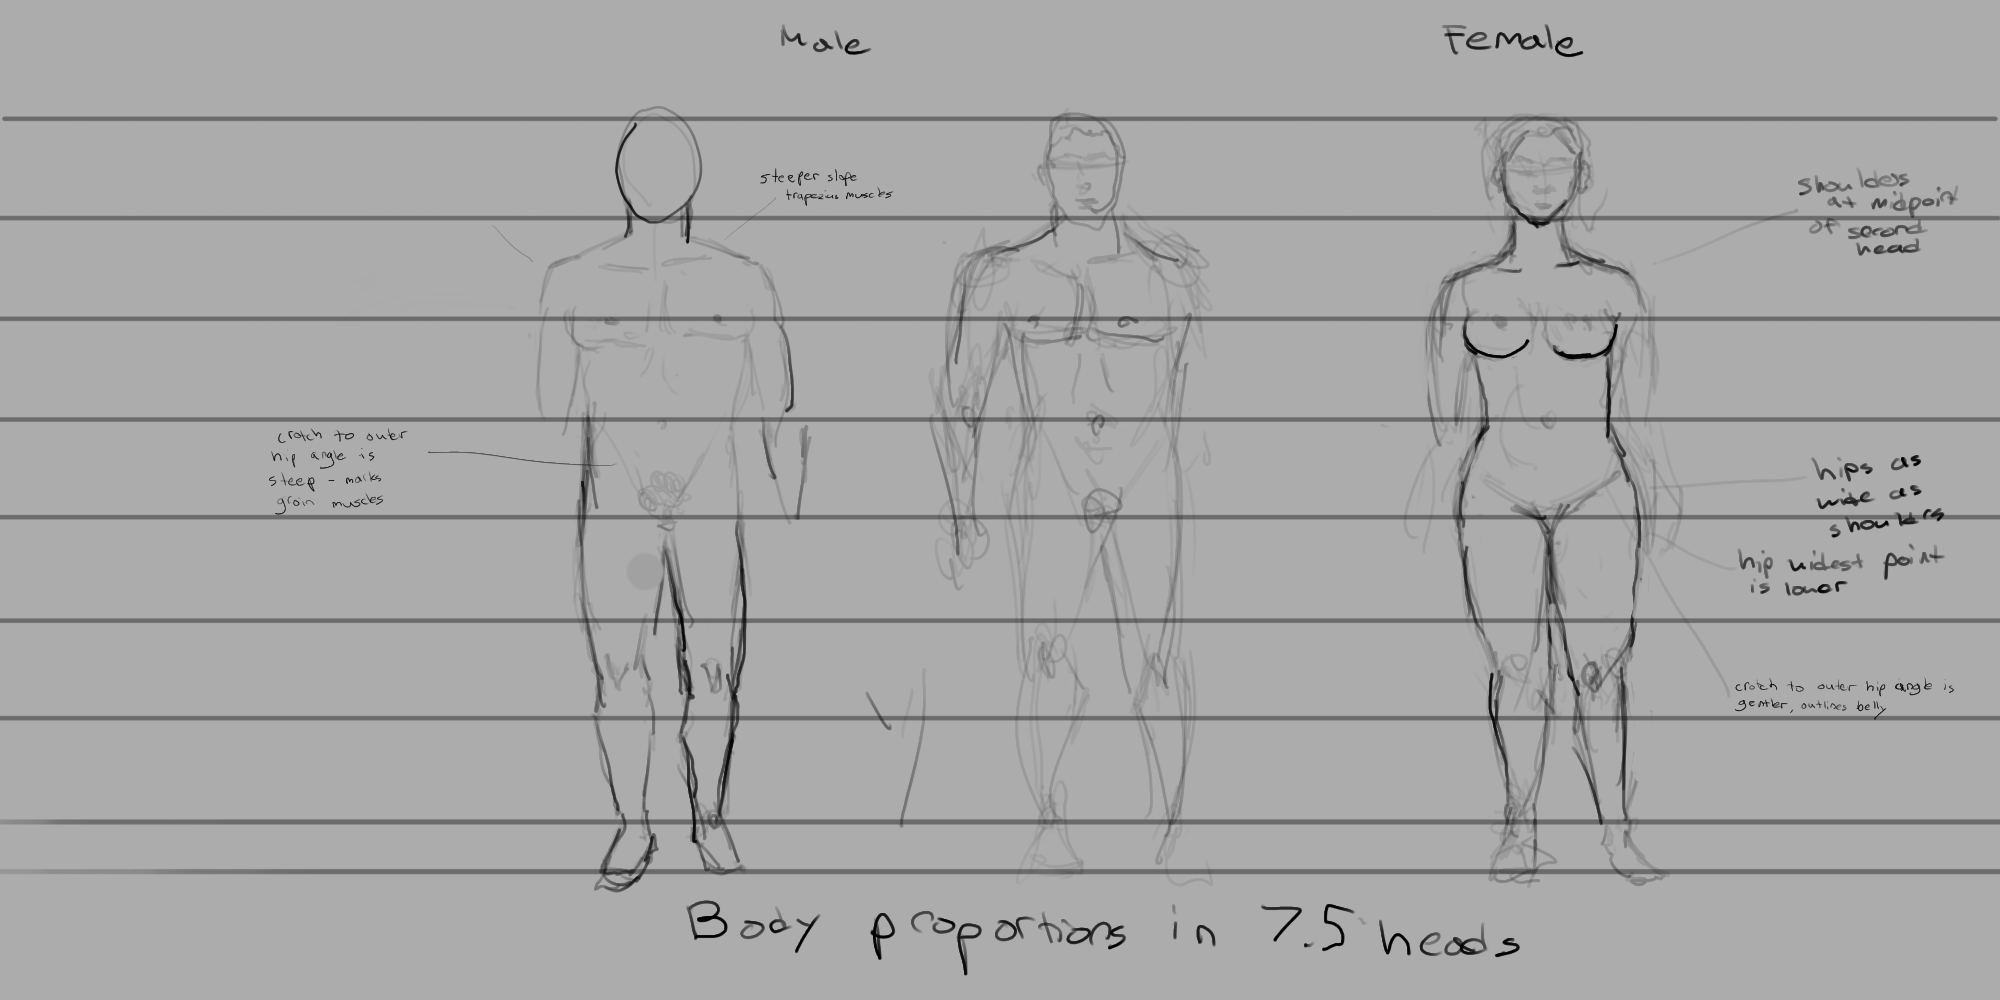 Male
Female
steeper slope
trapezius muscles
shoulders
at midpoint
of second
head
crotch to outer
hip angle is
steep - marks
groin muscles
hips as
wide as
shoulders
hip widest point
is lower
crotch to outer hip angle is
gentler, outlines belly
Body proportions in 7.5 heads